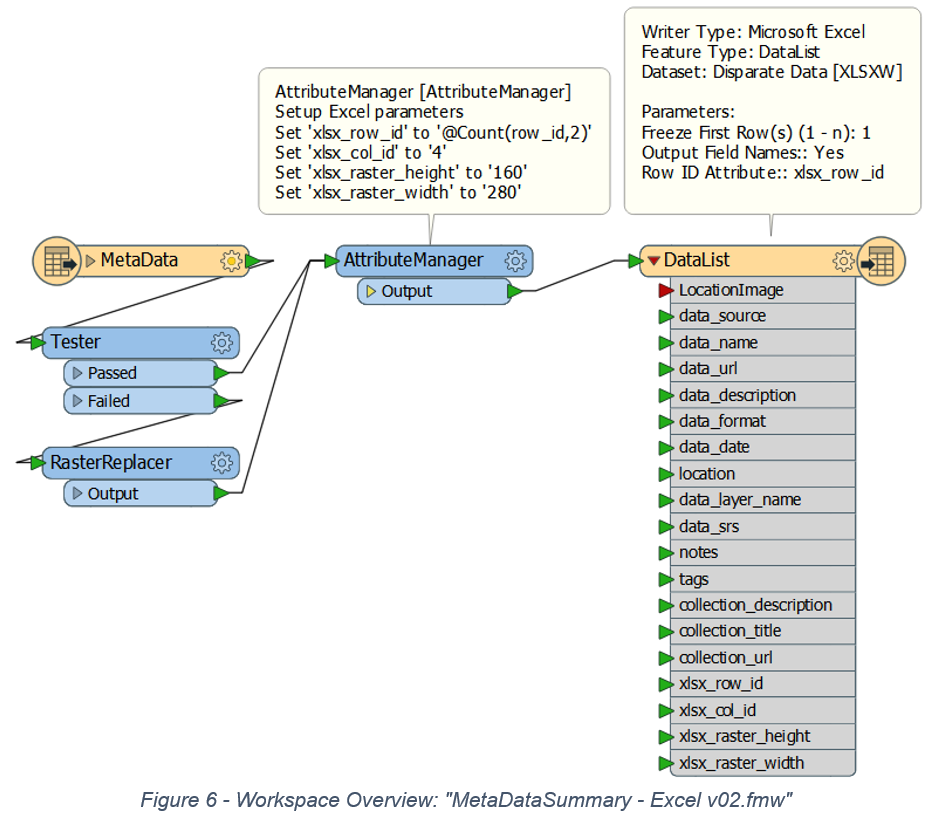 Writer Type: Microsoft Excel
Feature Type: DataList
Dataset: Disparate Data [XLSXW]
Parameters:
Freeze First Row(s) (1 - n): 1
Output Field Names:: Yes
Row ID Attribute:: xlsx_row_id
AttributeManager [AttributeManager]
Setup Excel parameters
Set 'xlsx_row_id' to '@Count(row_id,2)'
Set 'xlsx_col_id' to '4'
Set 'xlsx_raster_height' to '160'
Set 'xlsx_raster_width' to '280'
MetaData
Tester
Passed
Failed
RasterReplacer
Output
AttributeManager
Output
DataList
LocationImage
data_source
data_name
data_url
data_description
data_format
data_date
location
data_layer_name
data_srs
notes
tags
collection_description
collection_title
collection_url
xlsx_row_id
xlsx_col_id
xlsx_raster_height
xlsx_raster_width
Figure 6 - Workspace Overview: "MetaDataSummary - Excel v02.fmw"